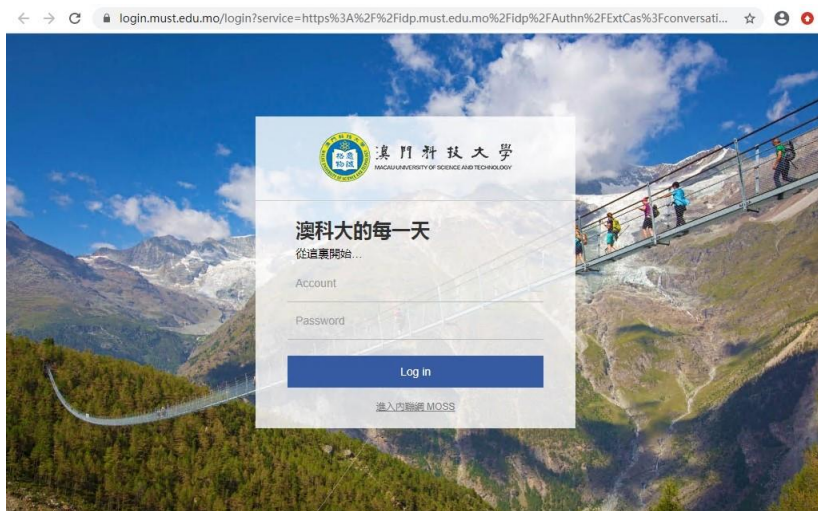 login.must.edu.mo/login?service=https%3A%2F%2Fidp.must.edu.mo%2Fidp%2FAuthn%2FExtCas%3Fconversati...
澳門科技大學
MACAU UNIVERSITY OF SCIENCE AND TECHNOLOGY
澳科大的每一天
從這裏開始...
Account
Password
Log in
進入內聯網 MOSS